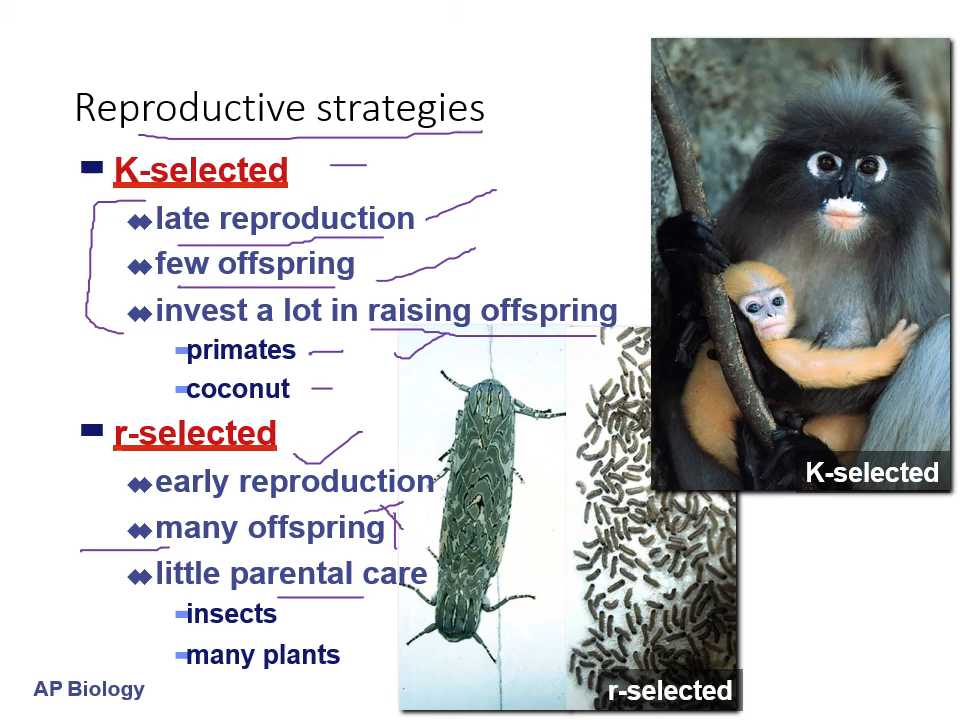 Reproductive strategies
K-selected
late reproduction
few offspring
invest a lot in raising offspring
primates
coconut
r-selected
early reproduction
many offspring
little parental care
insects
many plants
AP Biology
K-selected
r-selected